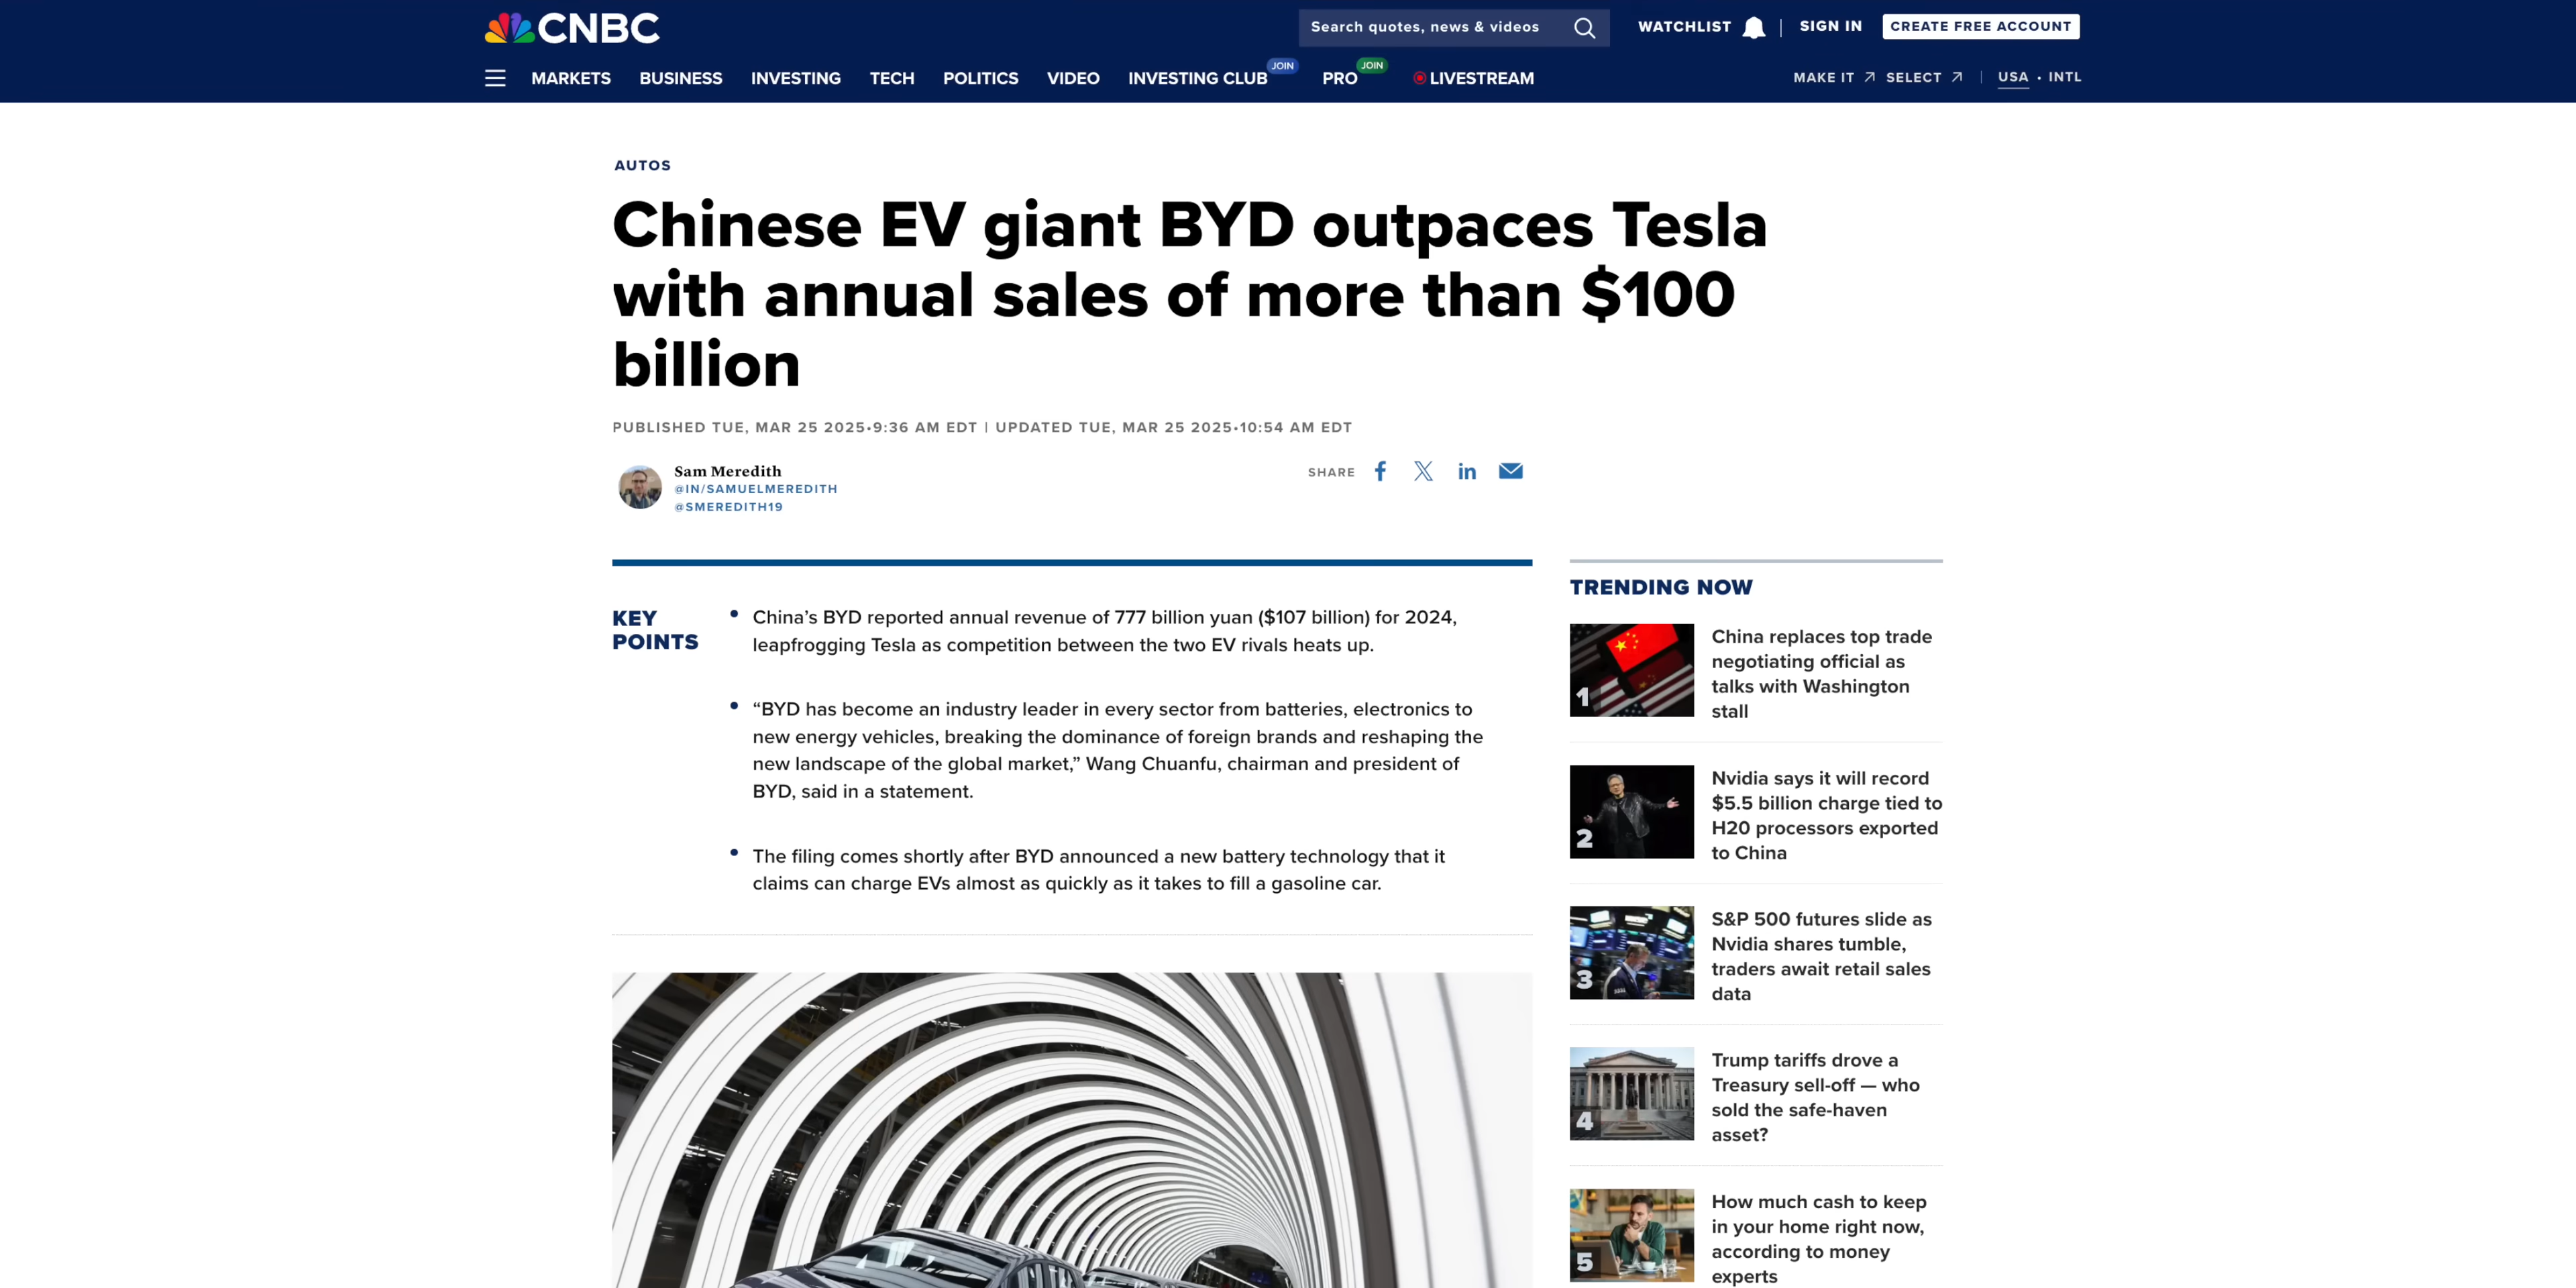 CNBC
Search quotes, news & videos
WATCHLIST
SIGN IN
CREATE FREE ACCOUNT
MARKETS
BUSINESS
INVESTING
TECH
POLITICS
VIDEO
INVESTING CLUB
JOIN
PRO
JOIN
LIVESTREAM
MAKE IT
SELECT
USA • INTL
AUTOS
Chinese EV giant BYD outpaces Tesla
with annual sales of more than $100
billion
PUBLISHED TUE, MAR 25 2025•9:36 AM EDT | UPDATED TUE, MAR 25 2025•10:54 AM EDT
Sam Meredith
@IN/SAMUELMEREDITH
@SMEREDITH19
SHARE
KEY
POINTS
• China’s BYD reported annual revenue of 777 billion yuan ($107 billion) for 2024,
leapfrogging Tesla as competition between the two EV rivals heats up.
• “BYD has become an industry leader in every sector from batteries, electronics to
new energy vehicles, breaking the dominance of foreign brands and reshaping the
new landscape of the global market,” Wang Chuanfu, chairman and president of
BYD, said in a statement.
• The filing comes shortly after BYD announced a new battery technology that it
claims can charge EVs almost as quickly as it takes to fill a gasoline car.
TRENDING NOW
1
China replaces top trade
negotiating official as
talks with Washington
stall
2
Nvidia says it will record
$5.5 billion charge tied to
H20 processors exported
to China
3
S&P 500 futures slide as
Nvidia shares tumble,
traders await retail sales
data
4
Trump tariffs drove a
Treasury sell-off — who
sold the safe-haven
asset?
5
How much cash to keep
in your home right now,
according to money
experts